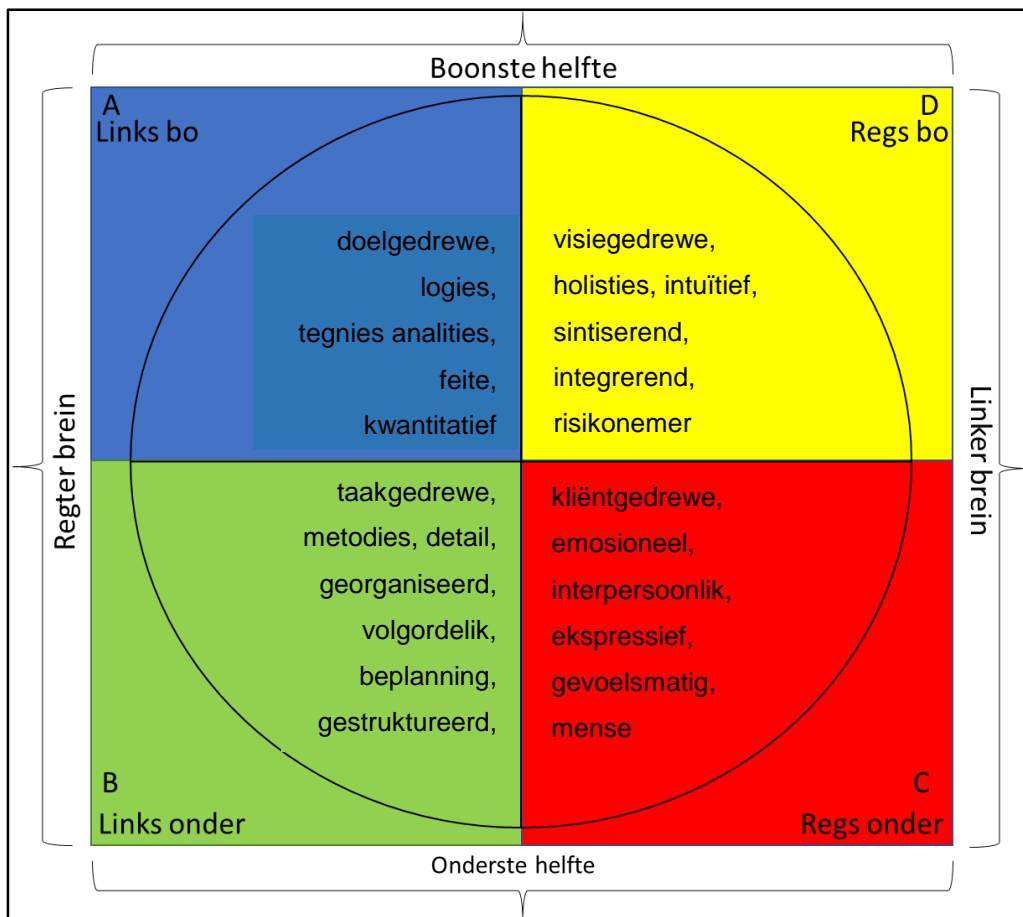 Boonste helfte
A
Links bo
D
Regs bo
doelgedrewe,
logies,
tegnies analities,
feite,
kwantitatief
visiegedrewe,
holisties, intuïtief,
sintiserend,
integrerend,
risikonemer
Regter brein
Linker brein
taakgedrewe,
metodies, detail,
georganiseerd,
volgordelik,
beplanning,
gestruktureerd,
kliëntgedrewe,
emosioneel,
interpersoonlik,
ekspressief,
gevoelsmatig,
mense
B
Links onder
C
Regs onder
Onderste helfte